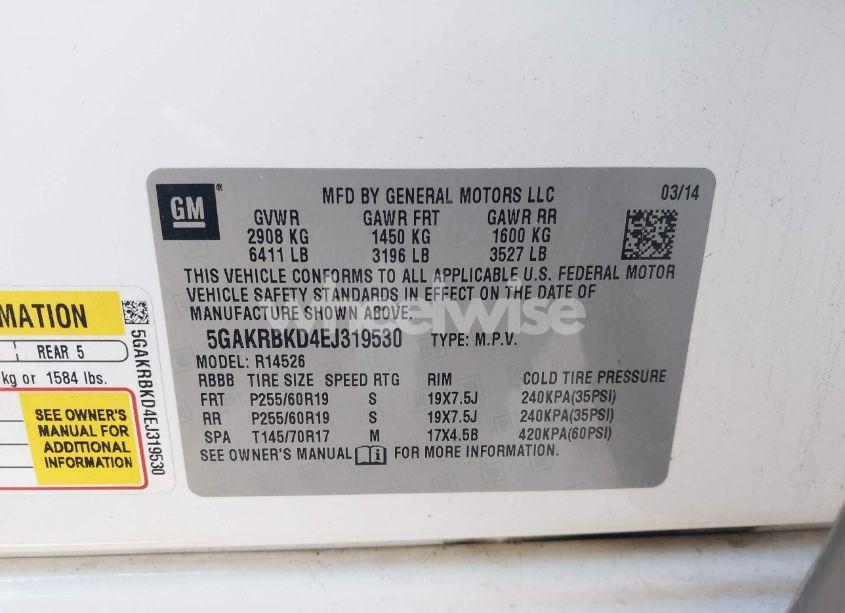 GM ®
MFD BY GENERAL MOTORS LLC 03/14
GVWR GAWR FRT GAWR RR
2908 KG 1450 KG 1600 KG
6411 LB 3196 LB 3527 LB
THIS VEHICLE CONFORMS TO ALL APPLICABLE U.S. FEDERAL MOTOR
VEHICLE SAFETY STANDARDS IN EFFECT ON THE DATE OF
MANUFACTURE SHOWN ABOVE.
5GAKRBKD4EJ319530 TYPE: M.P.V.
MODEL: R14526
RBBB TIRE SIZE SPEED RTG RIM COLD TIRE PRESSURE
FRT P255/60R19 S 19X7.5J 240KPA(35PSI)
RR P255/60R19 S 19X7.5J 240KPA(35PSI)
SPA T145/70R17 M 17X4.5B 420KPA(60PSI)
SEE OWNER'S MANUAL FOR MORE INFORMATION.
MATION
REAR 5
kg or 1584 lbs.
SEE OWNER'S
MANUAL FOR
ADDITIONAL
INFORMATION
5GAKRBKD4EJ319530
wheelwise